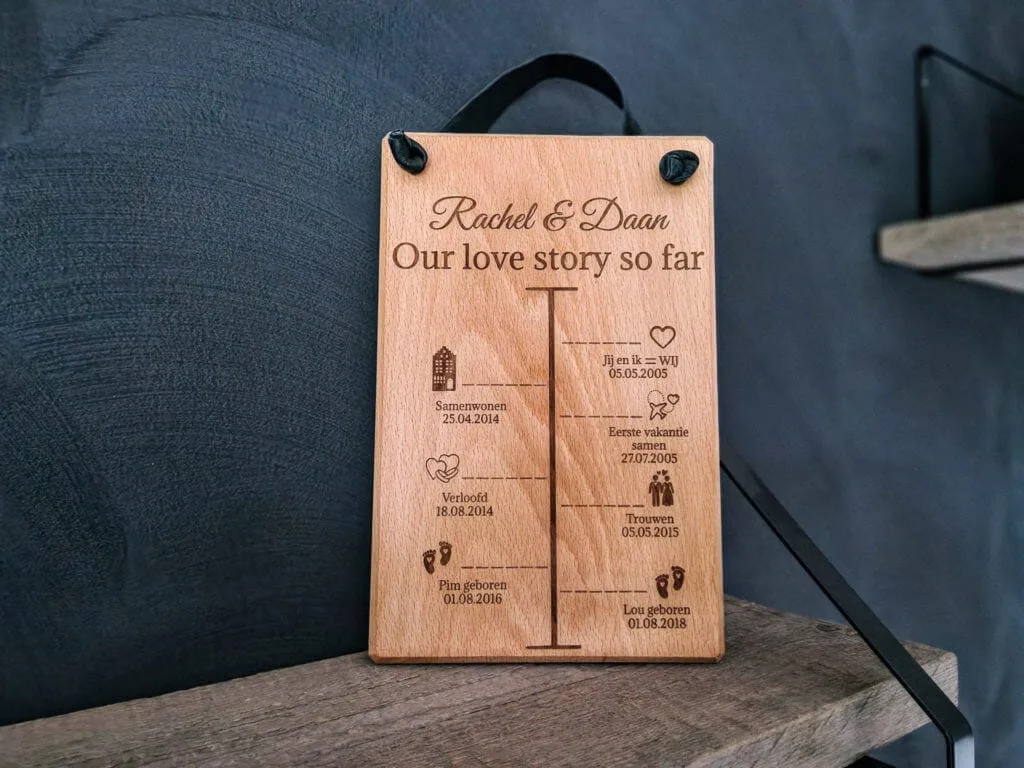 Rachel & Daan
Our love story so far
Jij en ik = WIJ
05.05.2005
Samenwonen
25.04.2014
Eerste vakantie
samen
27.07.2005
Verloofd
18.08.2014
Trouwen
05.05.2015
Pim geboren
01.08.2016
Lou geboren
01.08.2018